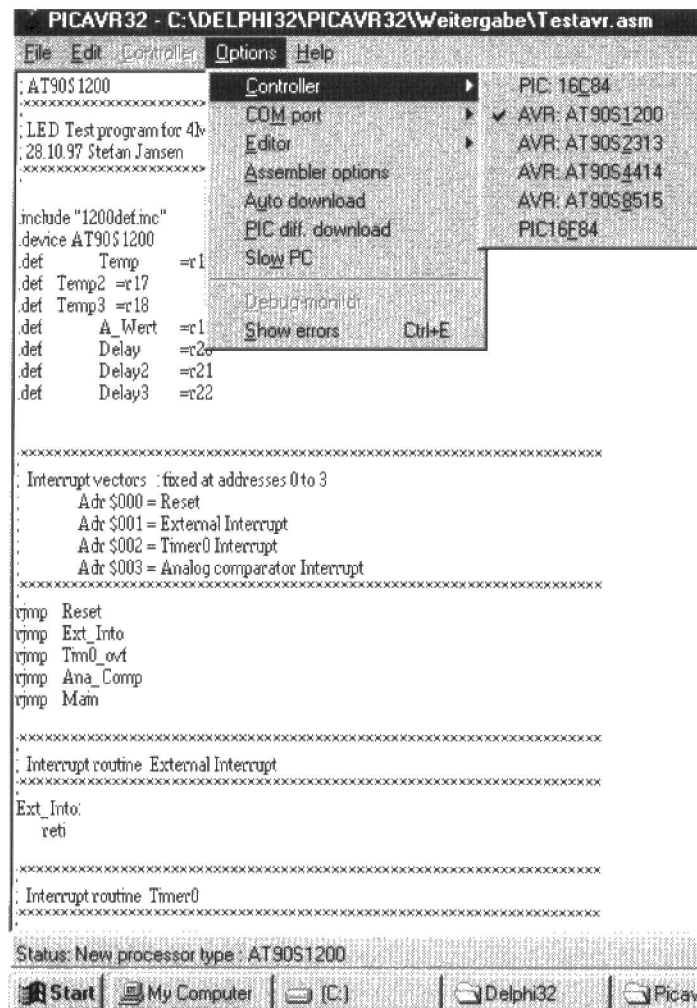 PICAVR32 - C:\DELPHI32\PICAVR32\Weitergabe\Testavr.asm
File Edit Controller Options Help
; AT90S1200
;××××××××××××××××××××××××××
; LED Test program for
; 28.10.97 Stefan Jansen
;××××××××××××××××××××××××××
.include "1200def.inc"
.device AT90S1200
.def Temp =r1
.def Temp2 =r17
.def Temp3 =r18
.def A_Wert =r1
.def Delay =r20
.def Delay2 =r21
.def Delay3 =r22
Controller
COM port
Editor
Assembler options
Auto download
PIC diff. download
Slow PC
Debug-monitor
Show errors Ctrl+E
PIC: 16C84
✓ AVR: AT90S1200
AVR: AT90S2313
AVR: AT90S4414
AVR: AT90S8515
PIC16F84
;××××××××××××××××××××××××××××××××××××××××
; Interrupt vectors : fixed at addresses 0 to 3
; Adr $000 = Reset
; Adr $001 = External Interrupt
; Adr $002 = Timer0 Interrupt
; Adr $003 = Analog comparator Interrupt
;××××××××××××××××××××××××××××××××××××××××
rjmp Reset
rjmp Ext_Into
rjmp Tim0_ovf
rjmp Ana_Comp
rjmp Main
;××××××××××××××××××××××××××××××××××××××××
; Interrupt routine External Interrupt
;××××××××××××××××××××××××××××××××××××××××
Ext_Into:
reti
;××××××××××××××××××××××××××××××××××××××××
; Interrupt routine Timer0
;××××××××××××××××××××××××××××××××××××××××
Status: New processor type : AT90S1200
Start My Computer (C:) Delphi32 Picav